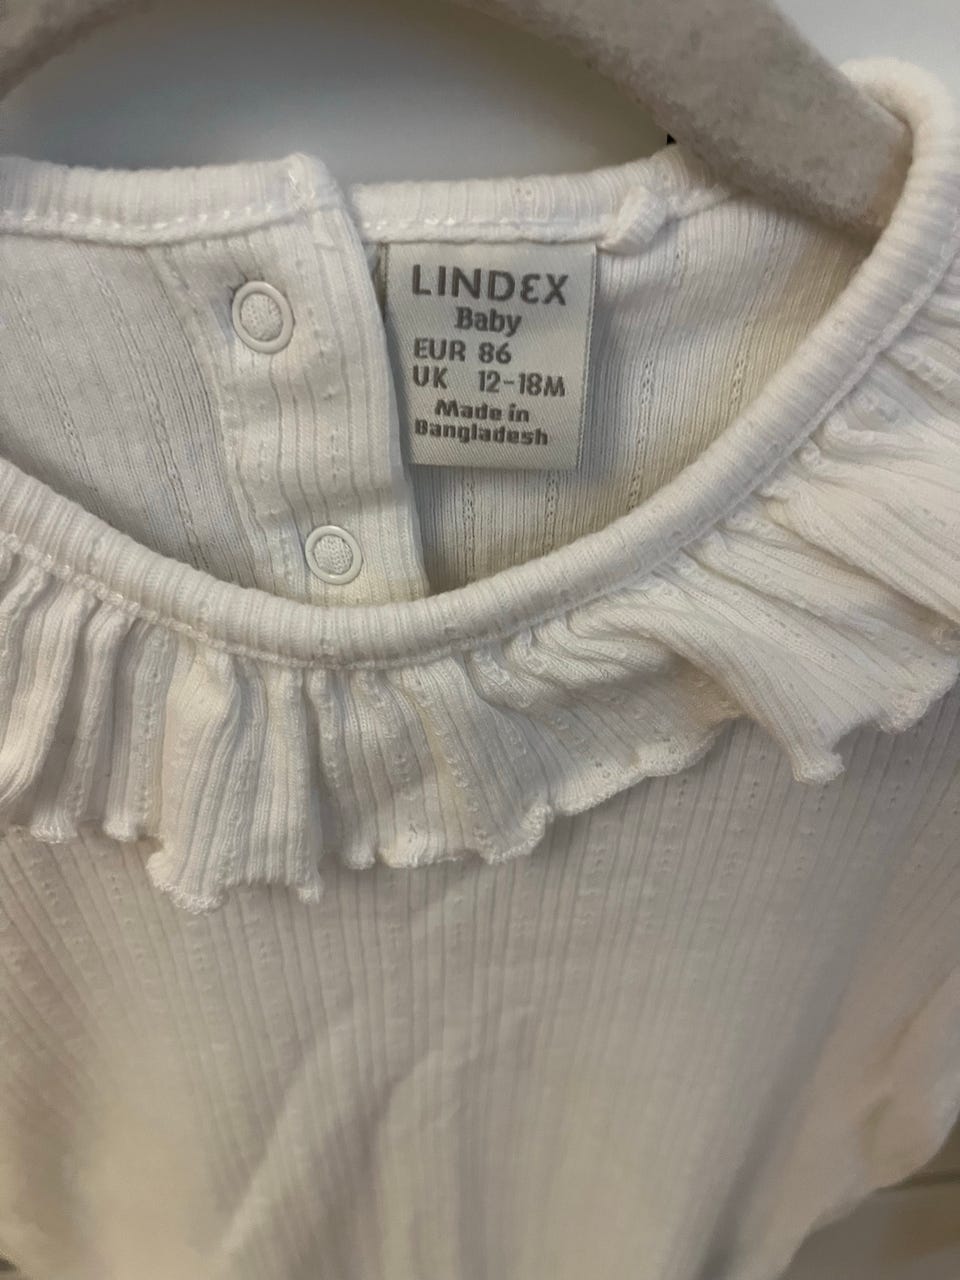 LINDEX
Baby
EUR 86
UK 12-18M
Made in
Bangladesh